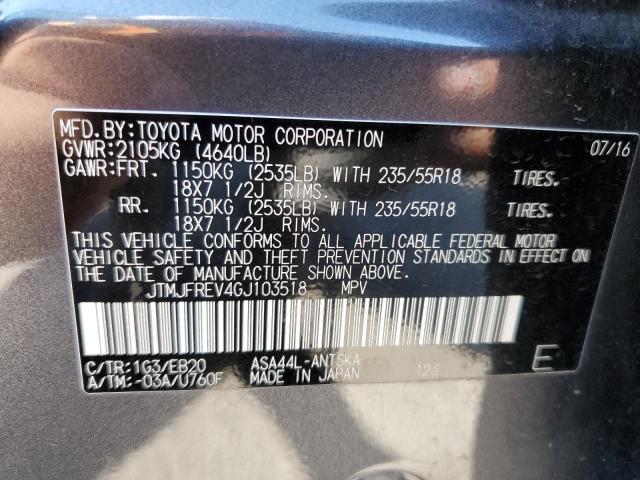 MFD.BY:TOYOTA MOTOR CORPORATION 07/16
GVWR:2105KG (4640LB)
GAWR:FRT. 1150KG (2535LB) WITH 235/55R18 TIRES.
18X7 1/2J RIMS.
RR. 1150KG (2535LB) WITH 235/55R18 TIRES.
18X7 1/2J RIMS.
THIS VEHICLE CONFORMS TO ALL APPLICABLE FEDERAL MOTOR
VEHICLE SAFETY AND THEFT PREVENTION STANDARDS IN EFFECT
ON THE DATE OF MANUFACTURE SHOWN ABOVE.
JTMJFREV4GJ103518 MPV
C/TR:1G3/EB20 ASA44L-ANTSKA
A/TM:-03A/U760F MADE IN JAPAN 123 E